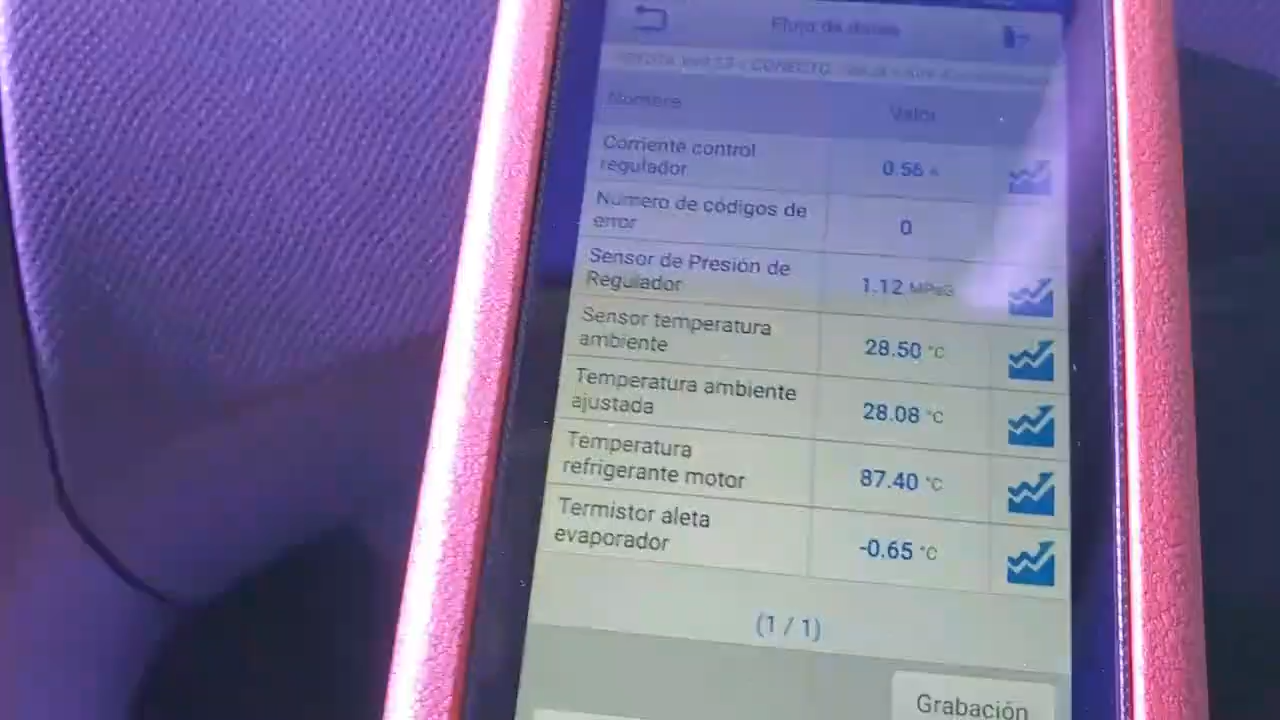 Flujo de datos
Nombre
Valor
Corriente control
regulador
0.56 A
Numero de códigos de
error
0
Sensor de Presión de
Regulador
1.12 MPaG
Sensor temperatura
ambiente
28.50 °C
Temperatura ambiente
ajustada
28.08 °C
Temperatura
refrigerante motor
87.40 °C
Termistor aleta
evaporador
-0.65 °C
(1 / 1)
Grabación